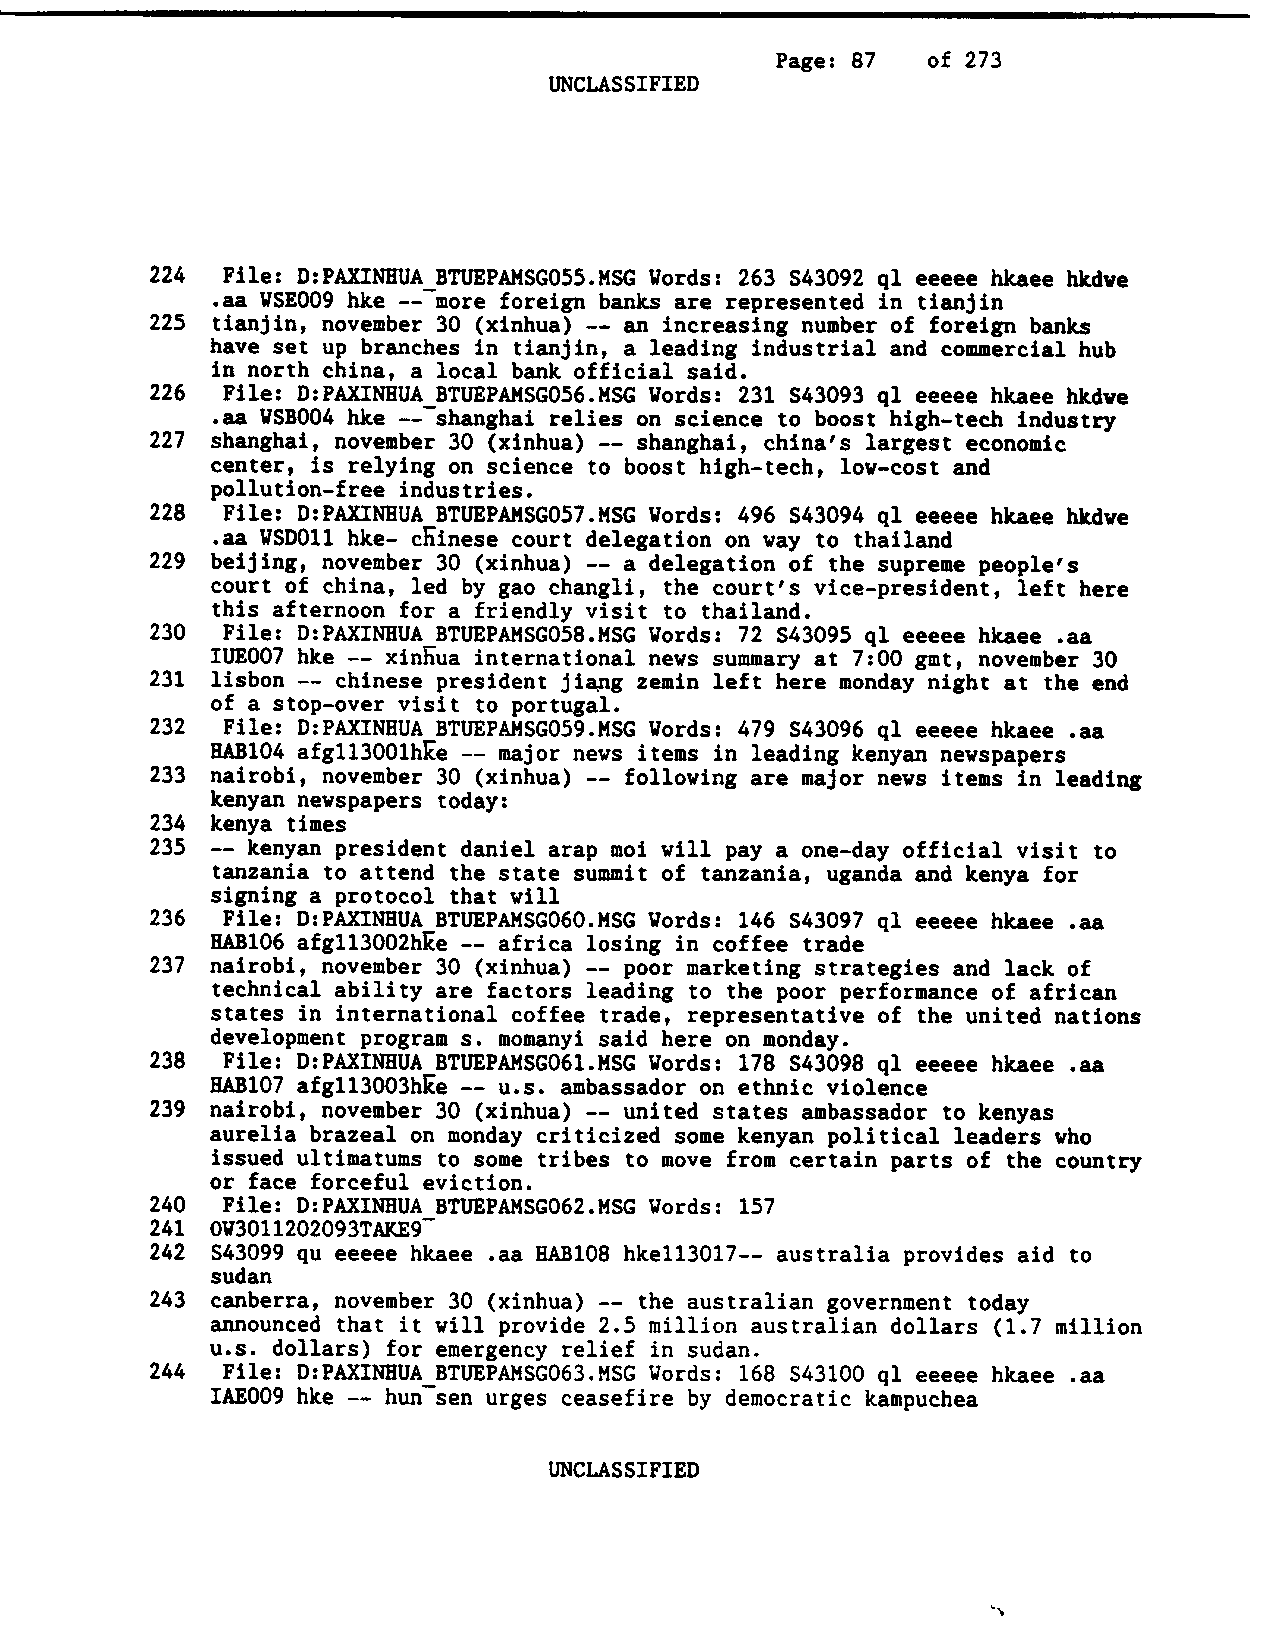 Page: 87 of 273
UNCLASSIFIED
224 File: D:PAXINHUA_BTUEPAMSG055.MSG Words: 263 S43092 ql eeeee hkaee hkdwe
.aa WSE009 hke -- more foreign banks are represented in tianjin
225 tianjin, november 30 (xinhua) -- an increasing number of foreign banks
have set up branches in tianjin, a leading industrial and commercial hub
in north china, a local bank official said.
226 File: D:PAXINHUA_BTUEPAMSG056.MSG Words: 231 S43093 ql eeeee hkaee hkdwe
.aa WSB004 hke -- shanghai relies on science to boost high-tech industry
227 shanghai, november 30 (xinhua) -- shanghai, china's largest economic
center, is relying on science to boost high-tech, low-cost and
pollution-free industries.
228 File: D:PAXINHUA_BTUEPAMSG057.MSG Words: 496 S43094 ql eeeee hkaee hkdwe
.aa WSD011 hke- chinese court delegation on way to thailand
229 beijing, november 30 (xinhua) -- a delegation of the supreme people's
court of china, led by gao changli, the court's vice-president, left here
this afternoon for a friendly visit to thailand.
230 File: D:PAXINHUA_BTUEPAMSG058.MSG Words: 72 S43095 ql eeeee hkaee .aa
IUE007 hke -- xinhua international news summary at 7:00 gmt, november 30
231 lisbon -- chinese president jiang zemin left here monday night at the end
of a stop-over visit to portugal.
232 File: D:PAXINHUA_BTUEPAMSG059.MSG Words: 479 S43096 ql eeeee hkaee .aa
HAB104 afg113001hke -- major news items in leading kenyan newspapers
233 nairobi, november 30 (xinhua) -- following are major news items in leading
kenyan newspapers today:
234 kenya times
235 -- kenyan president daniel arap moi will pay a one-day official visit to
tanzania to attend the state summit of tanzania, uganda and kenya for
signing a protocol that will
236 File: D:PAXINHUA_BTUEPAMSG060.MSG Words: 146 S43097 ql eeeee hkaee .aa
HAB106 afg113002hke -- africa losing in coffee trade
237 nairobi, november 30 (xinhua) -- poor marketing strategies and lack of
technical ability are factors leading to the poor performance of african
states in international coffee trade, representative of the united nations
development program s. momanyi said here on monday.
238 File: D:PAXINHUA_BTUEPAMSG061.MSG Words: 178 S43098 ql eeeee hkaee .aa
HAB107 afg113003hke -- u.s. ambassador on ethnic violence
239 nairobi, november 30 (xinhua) -- united states ambassador to kenyas
aurelia brazeal on monday criticized some kenyan political leaders who
issued ultimatums to some tribes to move from certain parts of the country
or face forceful eviction.
240 File: D:PAXINHUA_BTUEPAMSG062.MSG Words: 157
241 OW3011202093TAKE9
242 S43099 qu eeeee hkaee .aa HAB108 hke113017-- australia provides aid to
sudan
243 canberra, november 30 (xinhua) -- the australian government today
announced that it will provide 2.5 million australian dollars (1.7 million
u.s. dollars) for emergency relief in sudan.
244 File: D:PAXINHUA_BTUEPAMSG063.MSG Words: 168 S43100 ql eeeee hkaee .aa
IAE009 hke -- hun sen urges ceasefire by democratic kampuchea
UNCLASSIFIED